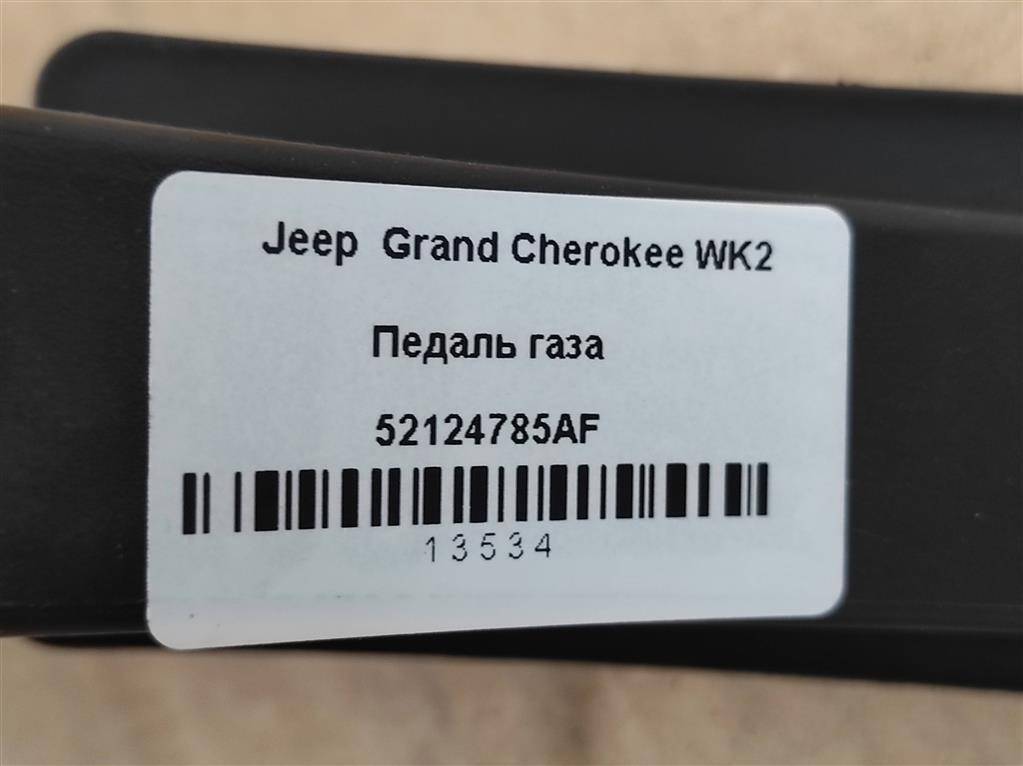 Jeep Grand Cherokee WK2
Педаль газа
52124785AF
13534